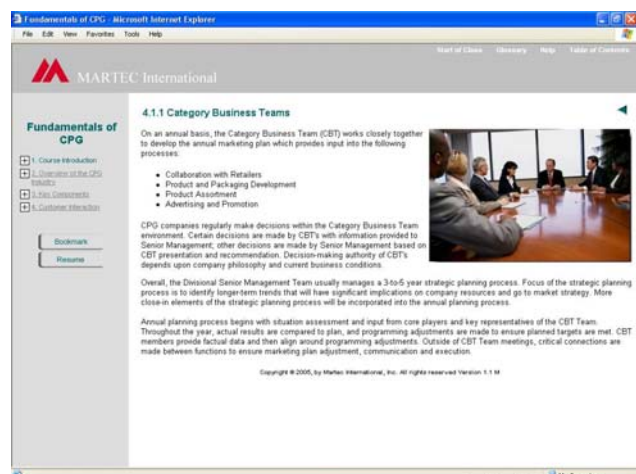 Fundamentals of CPG - Microsoft Internet Explorer
File Edit View Favorites Tools Help
Start of Class Glossary Help Table of Contents
MARTEC International
Fundamentals of
CPG
1. Course Introduction
2. Overview of the CPG
Industry
3. Key Components
4. Customer Interaction
Bookmark
Resume
4.1.1 Category Business Teams
On an annual basis, the Category Business Team (CBT) works closely together
to develop the annual marketing plan which provides input into the following
processes:
• Collaboration with Retailers
• Product and Packaging Development
• Product Assortment
• Advertising and Promotion
CPG companies regularly make decisions within the Category Business Team
environment. Certain decisions are made by CBT's with information provided to
Senior Management; other decisions are made by Senior Management based on
CBT presentation and recommendation. Decision-making authority of CBT's
depends upon company philosophy and current business conditions.
Overall, the Divisional Senior Management Team usually manages a 3-to-5 year strategic planning process. Focus of the strategic planning
process is to identify longer-term trends that will have significant implications on company resources and go to market strategy. More
close-in elements of the strategic planning process will be incorporated into the annual planning process.
Annual planning process begins with situation assessment and input from core players and key representatives of the CBT Team.
Throughout the year, actual results are compared to plan, and programming adjustments are made to ensure planned targets are met. CBT
members provide factual data and then align around programming adjustments. Outside of CBT Team meetings, critical connections are
made between functions to ensure marketing plan adjustment, communication and execution.
Copyright © 2005, by Martec International, Inc. All rights reserved Version 1.1 M